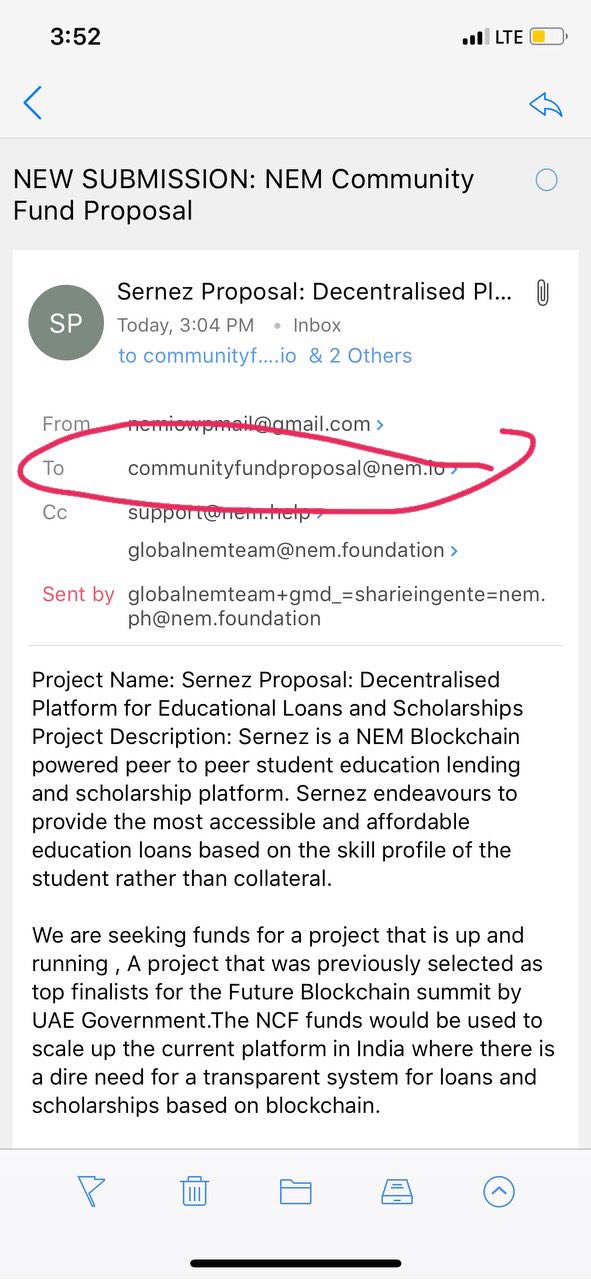 3:52 LTE
NEW SUBMISSION: NEM Community
Fund Proposal
SP
Sernez Proposal: Decentralised Pl...
Today, 3:04 PM • Inbox
to communityf....io & 2 Others
From nemiowpmail@gmail.com
To communityfundproposal@nem.io
Cc support@nem.help
globalnemteam@nem.foundation
Sent by globalnemteam+gmd_=sharieingente=nem.
ph@nem.foundation
Project Name: Sernez Proposal: Decentralised
Platform for Educational Loans and Scholarships
Project Description: Sernez is a NEM Blockchain
powered peer to peer student education lending
and scholarship platform. Sernez endeavours to
provide the most accessible and affordable
education loans based on the skill profile of the
student rather than collateral.
We are seeking funds for a project that is up and
running , A project that was previously selected as
top finalists for the Future Blockchain summit by
UAE Government.The NCF funds would be used to
scale up the current platform in India where there is
a dire need for a transparent system for loans and
scholarships based on blockchain.